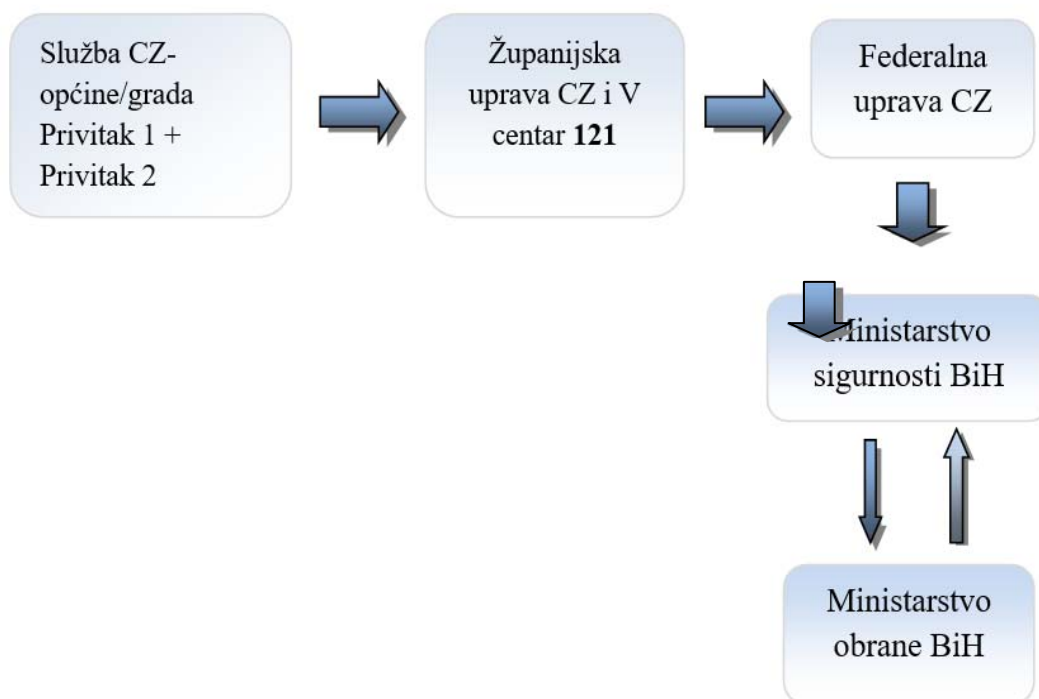 Služba CZ-
općine/grada
Privitak 1 +
Privitak 2
Županijska
uprava CZ i V
centar 121
Federalna
uprava CZ
Ministarstvo
sigurnosti BiH
Ministarstvo
obrane BiH